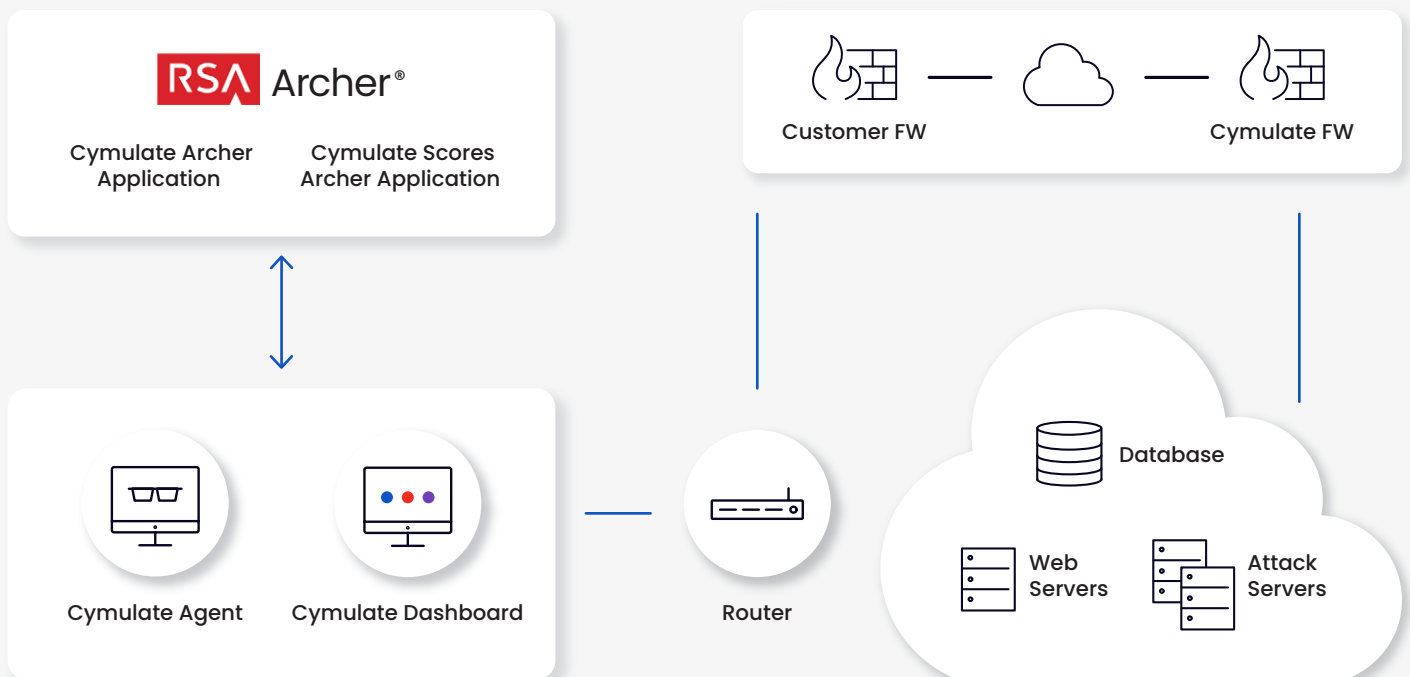 RSA Archer®
Cymulate Archer
Application
Cymulate Scores
Archer Application
Customer FW
Cymulate FW
Cymulate Agent
Cymulate Dashboard
Router
Database
Web
Servers
Attack
Servers